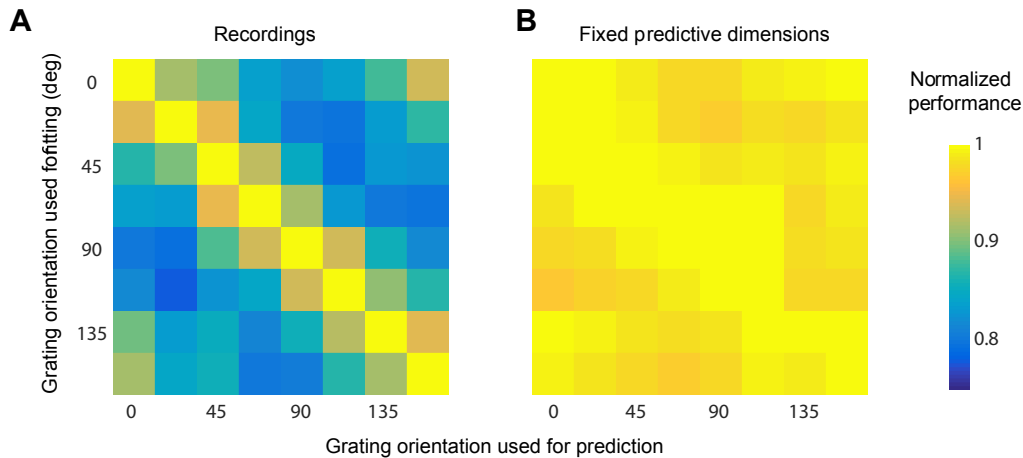 A
Recordings
B
Fixed predictive dimensions
Normalized
performance
Grating orientation used fofitting (deg)
0
45
90
135
0
45
90
135
0
45
90
135
1
0.9
0.8
Grating orientation used for prediction